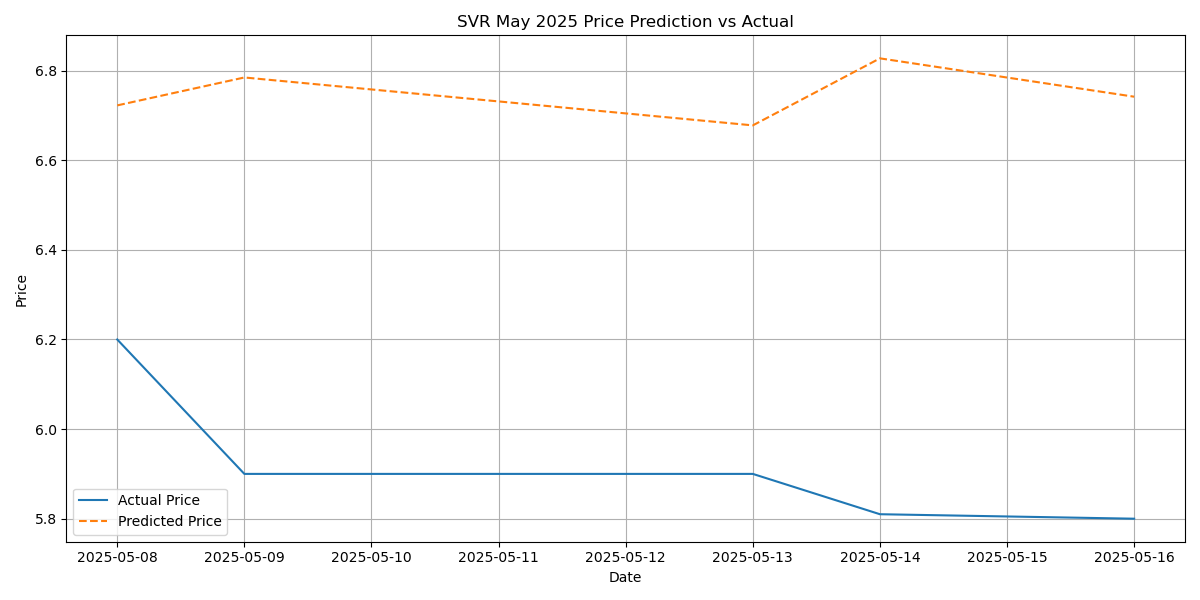 SVR May 2025 Price Prediction vs Actual
6.8
6.6
6.4
6.2
6.0
5.8
Price
Actual Price
Predicted Price
2025-05-08 2025-05-09 2025-05-10 2025-05-11 2025-05-12 2025-05-13 2025-05-14 2025-05-15 2025-05-16
Date